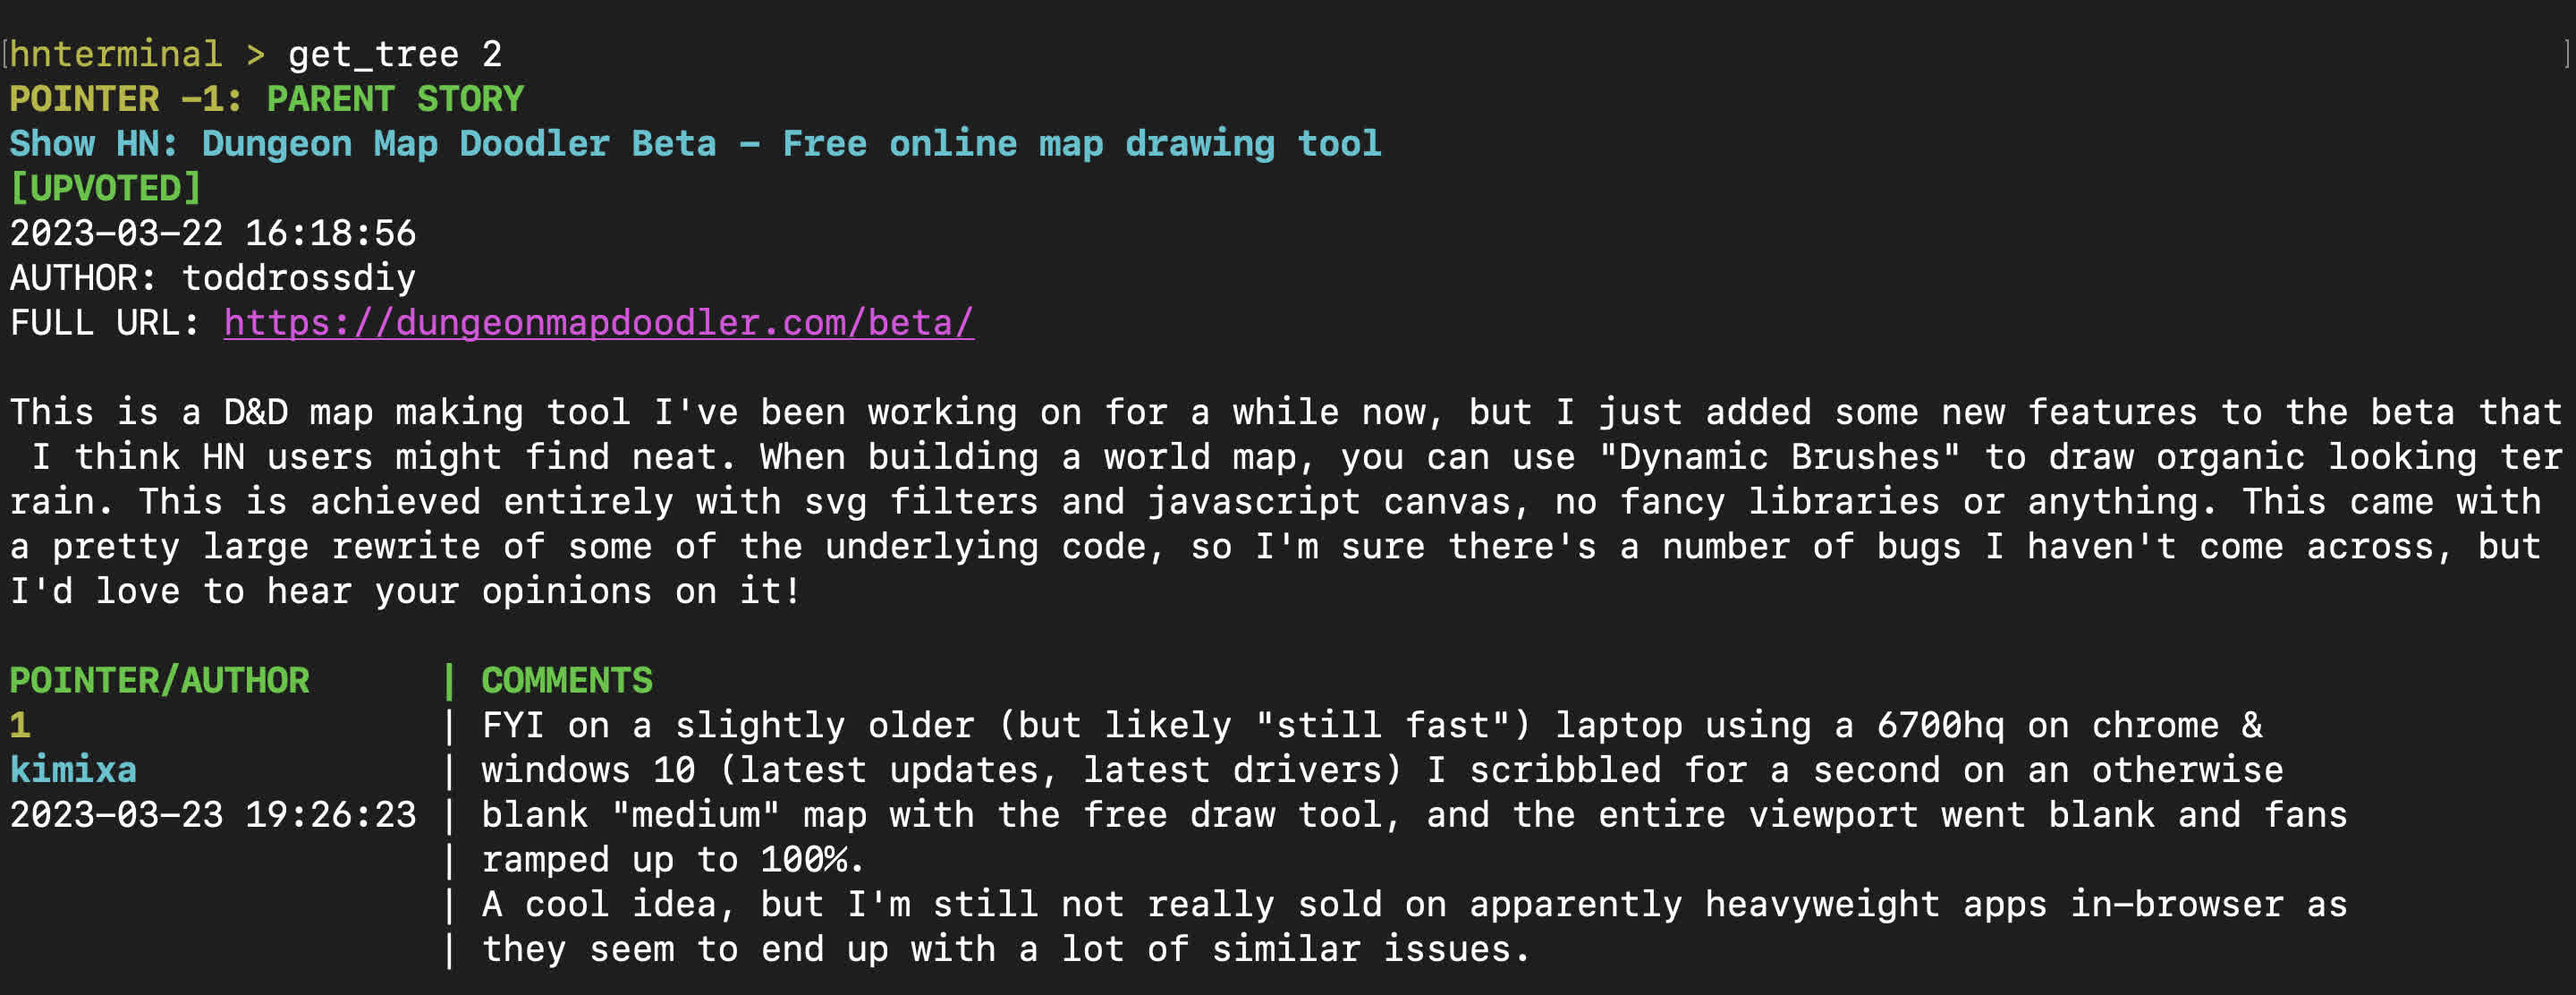 [hnterminal > get_tree 2 ]
POINTER -1: PARENT STORY
Show HN: Dungeon Map Doodler Beta - Free online map drawing tool
[UPVOTED]
2023-03-22 16:18:56
AUTHOR: toddrossdiy
FULL URL: https://dungeonmapdoodler.com/beta/
This is a D&D map making tool I've been working on for a while now, but I just added some new features to the beta that
I think HN users might find neat. When building a world map, you can use "Dynamic Brushes" to draw organic looking ter
rain. This is achieved entirely with svg filters and javascript canvas, no fancy libraries or anything. This came with
a pretty large rewrite of some of the underlying code, so I'm sure there's a number of bugs I haven't come across, but
I'd love to hear your opinions on it!
POINTER/AUTHOR | COMMENTS
1 | FYI on a slightly older (but likely "still fast") laptop using a 6700hq on chrome &
kimixa | windows 10 (latest updates, latest drivers) I scribbled for a second on an otherwise
2023-03-23 19:26:23 | blank "medium" map with the free draw tool, and the entire viewport went blank and fans
| ramped up to 100%.
| A cool idea, but I'm still not really sold on apparently heavyweight apps in-browser as
| they seem to end up with a lot of similar issues.